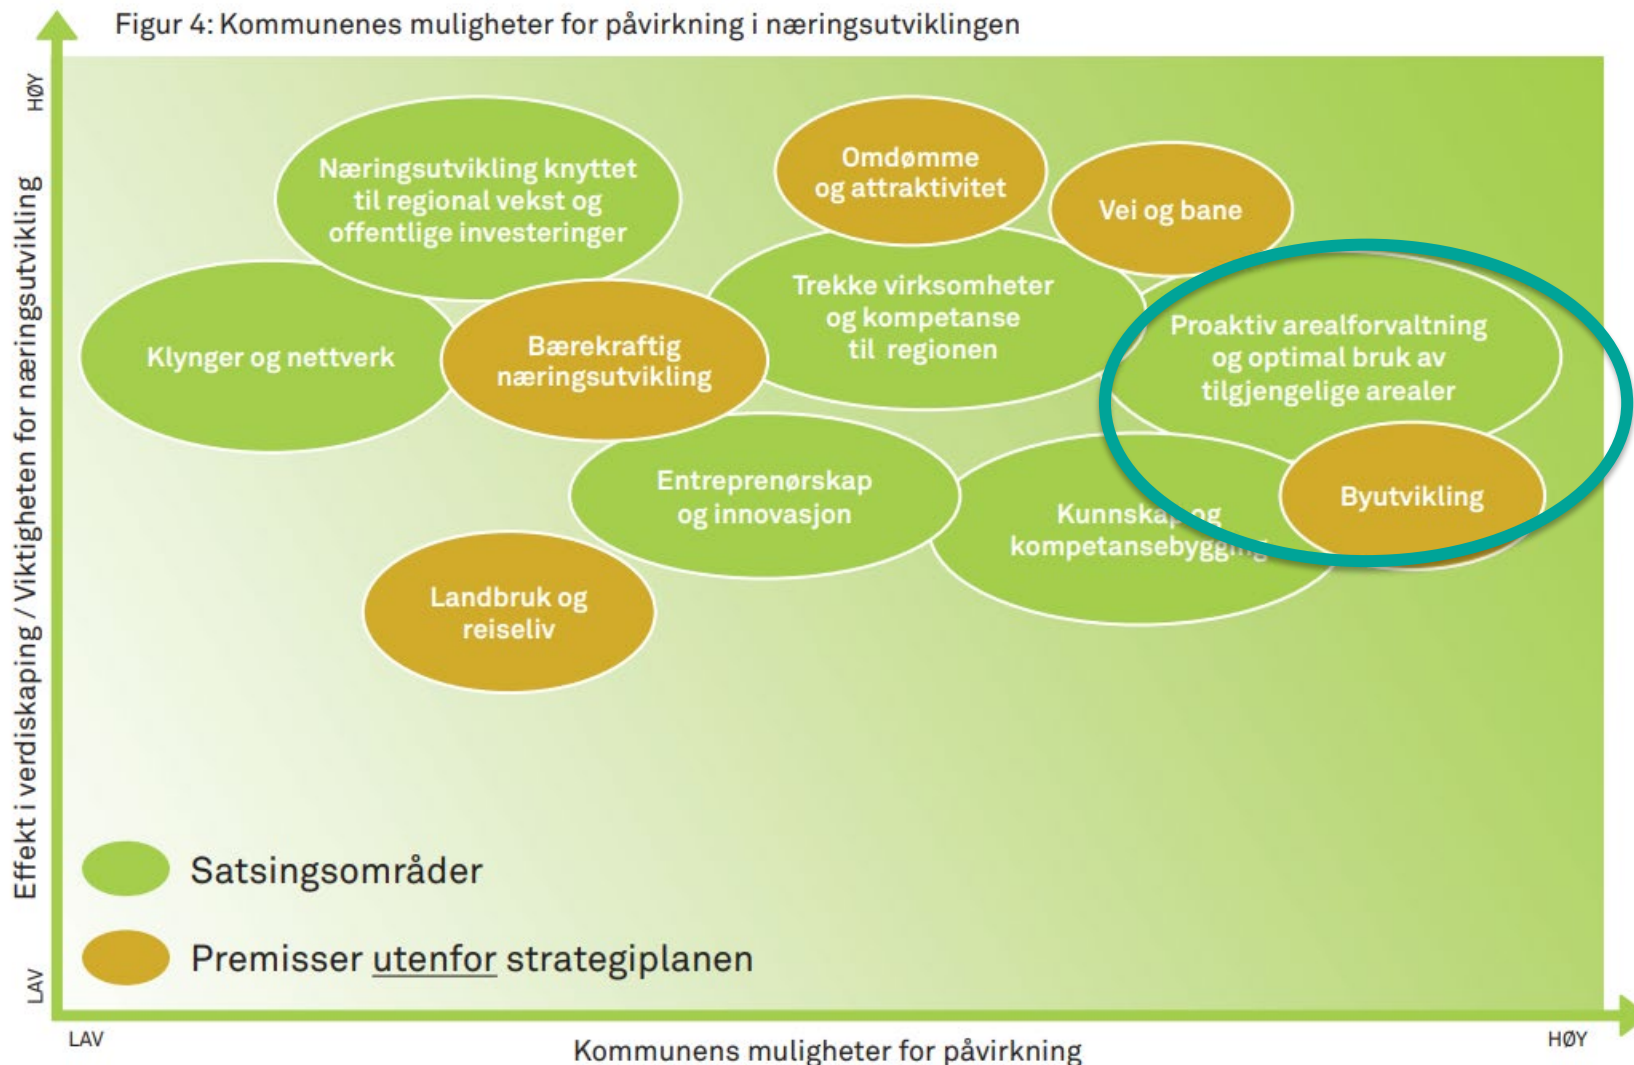 Figur 4: Kommunenes muligheter for påvirkning i næringsutviklingen
HØY
Effekt i verdiskaping / Viktigheten for næringsutvikling
LAV
Næringsutvikling knyttet
til regional vekst og
offentlige investeringer
Omdømme
og attraktivitet
Vei og bane
Klynger og nettverk
Bærekraftig
næringsutvikling
Trekke virksomheter
og kompetanse
til regionen
Proaktiv arealforvaltning
og optimal bruk av
tilgjengelige arealer
Entreprenørskap
og innovasjon
Kunnskap og
kompetansebygging
Byutvikling
Landbruk og
reiseliv
Satsingsområder
Premisser utenfor strategiplanen
LAV
Kommunens muligheter for påvirkning
HØY